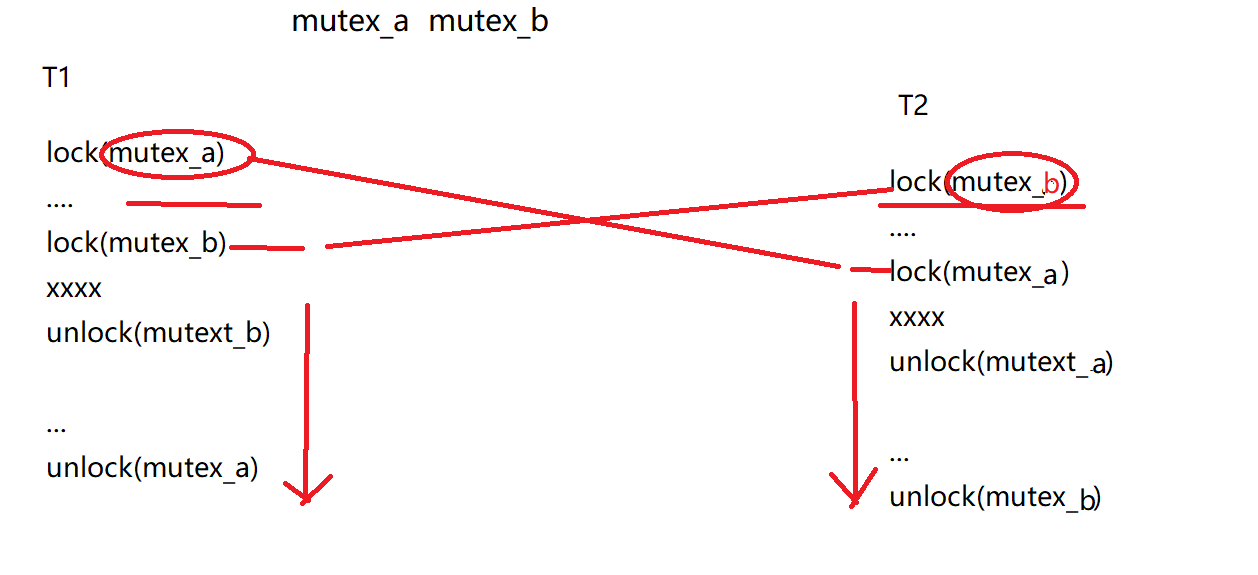 mutex_a mutex_b
T1
lock(mutex_a)
....
lock(mutex_b)
xxxx
unlock(mutext_b)
...
unlock(mutex_a)
T2
lock(mutex_b)
....
lock(mutex_a)
xxxx
unlock(mutext_a)
...
unlock(mutex_b)